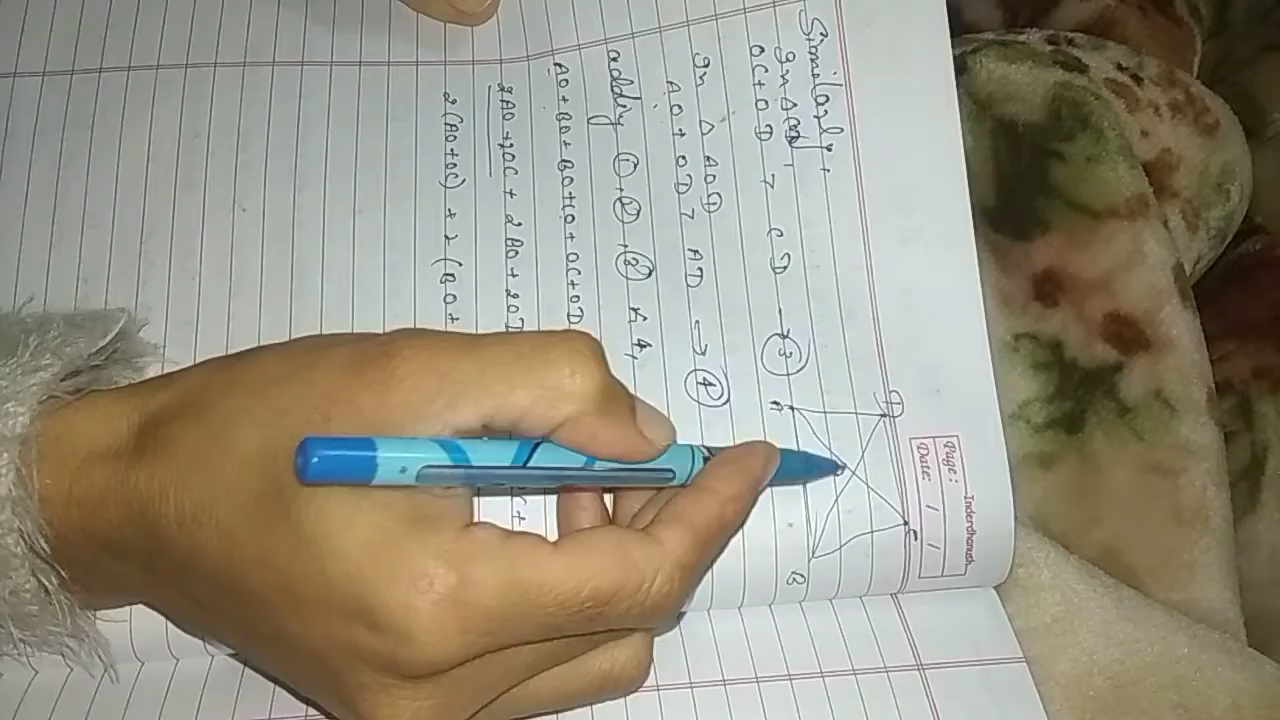 Inderdhanush
Page:
Date: / /
D
C
A
B
Similarly,
In Δ COD,
OC + OD > CD → ③
In Δ AOD
AO + OD > AD → ④
adding ①, ②, ③ & 4,
AO + BO + BO + CO + OC + OD
2AO + 2OC + 2BO + 2OD
2(AO+OC) + 2(BO+